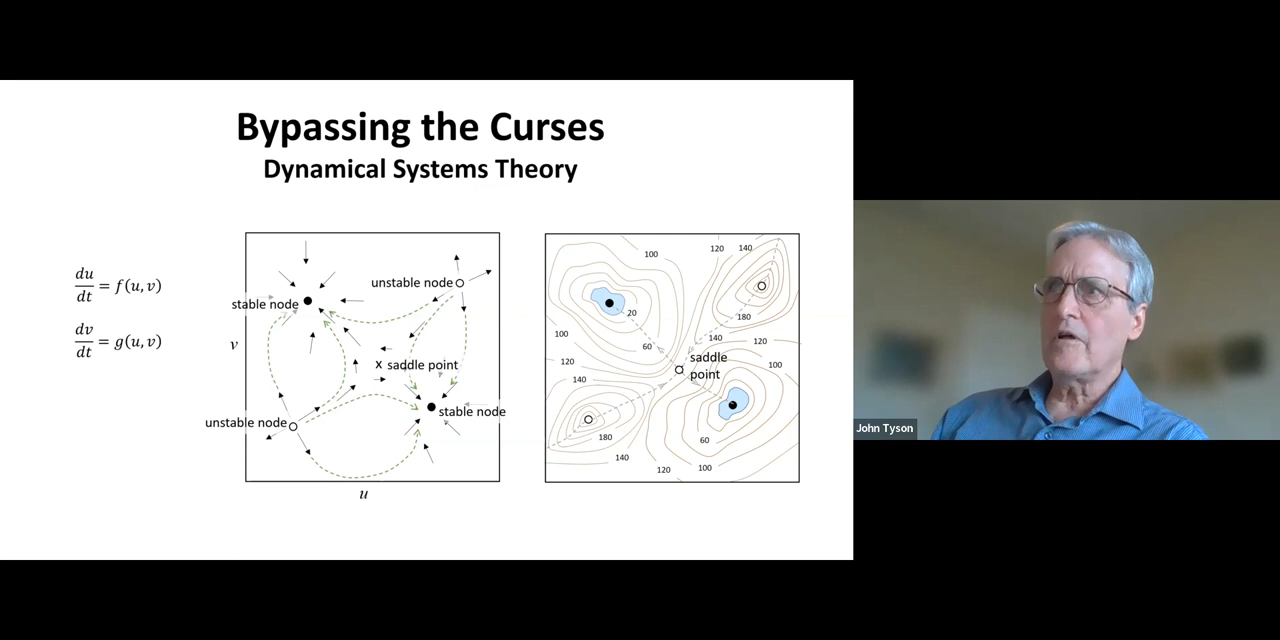 Bypassing the Curses
Dynamical Systems Theory
du/dt = f(u, v)
dv/dt = g(u, v)
unstable node
stable node
v
x saddle point
stable node
unstable node
u
100
120
140
20
180
60
140
100
120
saddle
point
120
100
140
180
60
140
120
100
John Tyson